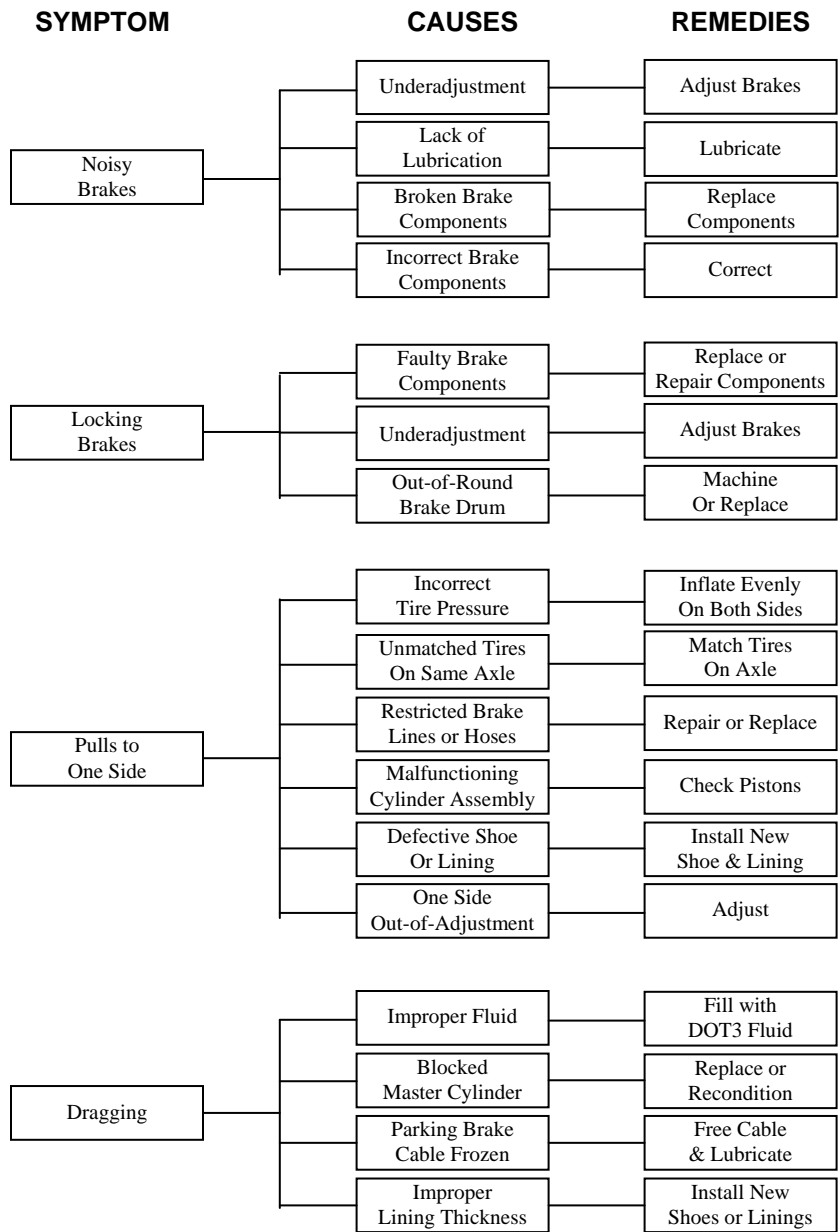 SYMPTOM CAUSES REMEDIES
Noisy
Brakes
Underadjustment
Adjust Brakes
Lack of
Lubrication
Lubricate
Broken Brake
Components
Replace
Components
Incorrect Brake
Components
Correct
Locking
Brakes
Faulty Brake
Components
Replace or
Repair Components
Underadjustment
Adjust Brakes
Out-of-Round
Brake Drum
Machine
Or Replace
Pulls to
One Side
Incorrect
Tire Pressure
Inflate Evenly
On Both Sides
Unmatched Tires
On Same Axle
Match Tires
On Axle
Restricted Brake
Lines or Hoses
Repair or Replace
Malfunctioning
Cylinder Assembly
Check Pistons
Defective Shoe
Or Lining
Install New
Shoe & Lining
One Side
Out-of-Adjustment
Adjust
Dragging
Improper Fluid
Fill with
DOT3 Fluid
Blocked
Master Cylinder
Replace or
Recondition
Parking Brake
Cable Frozen
Free Cable
& Lubricate
Improper
Lining Thickness
Install New
Shoes or Linings